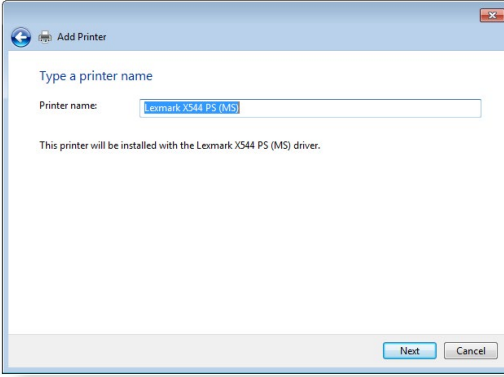 Add Printer
Type a printer name
Printer name: Lexmark X544 PS (MS)
This printer will be installed with the Lexmark X544 PS (MS) driver.
Next Cancel